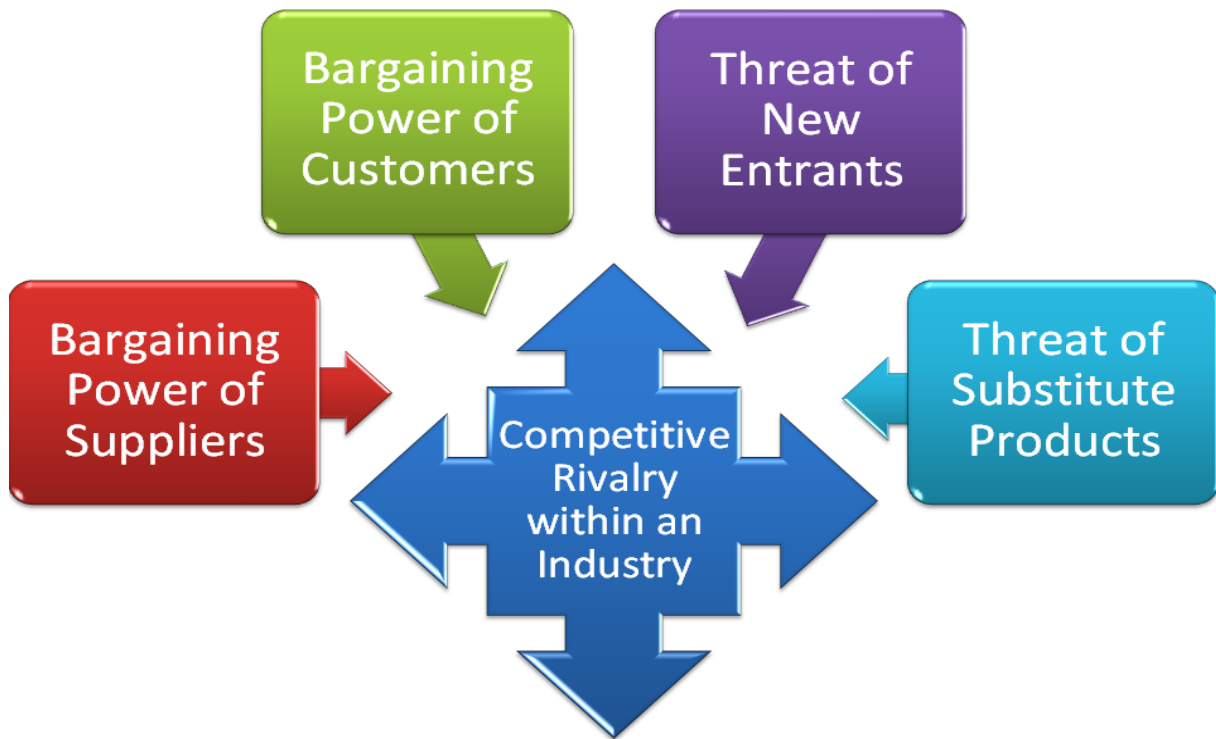 Bargaining
Power of
Customers
Threat of
New
Entrants
Bargaining
Power of
Suppliers
Threat of
Substitute
Products
Competitive
Rivalry
within an
Industry